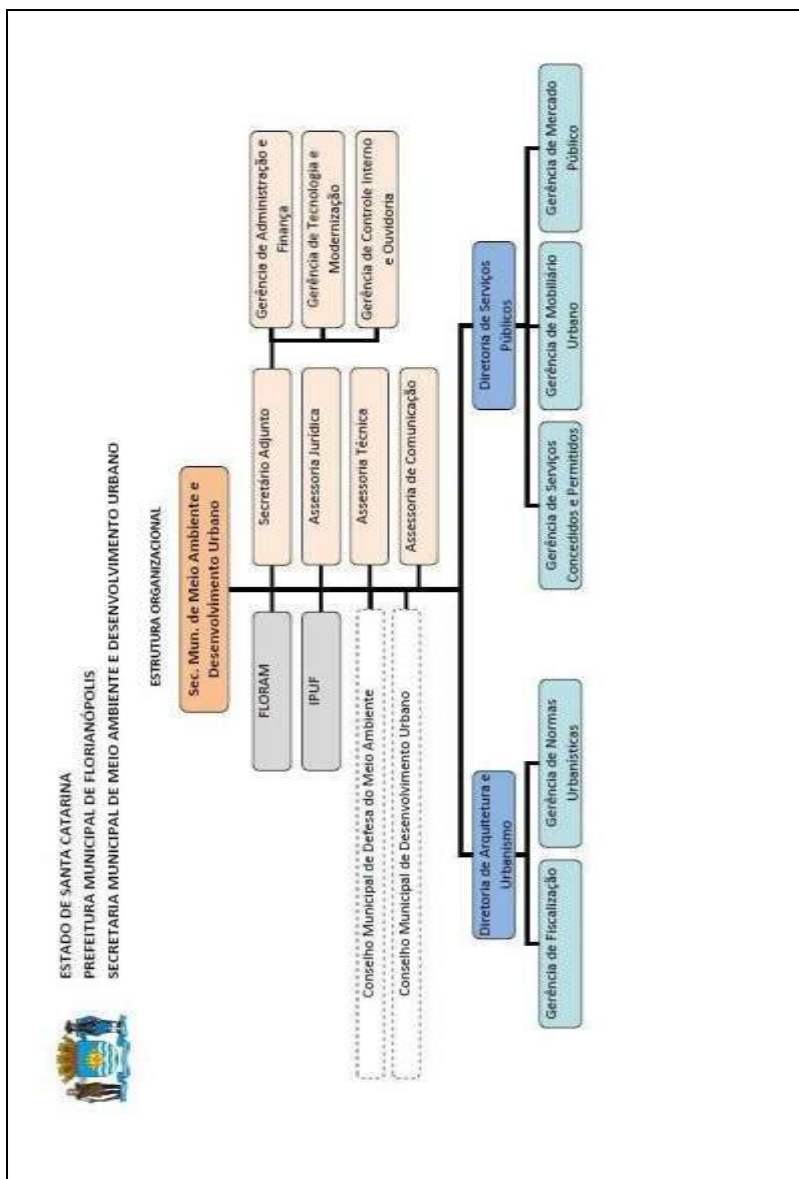 ESTADO DE SANTA CATARINA
PREFEITURA MUNICIPAL DE FLORIANÓPOLIS
SECRETARIA MUNICIPAL DE MEIO AMBIENTE E DESENVOLVIMENTO URBANO
ESTRUTURA ORGANIZACIONAL
Sec. Mun. de Meio Ambiente e
Desenvolvimento Urbano
FLORAM
Secretário Adjunto
Gerência de Administração e
Finança
IPUF
Assessoria Jurídica
Gerência de Tecnologia e
Modernização
Conselho Municipal de Defesa do Meio Ambiente
Assessoria Técnica
Gerência de Controle Interno
e Ouvidoria
Conselho Municipal de Desenvolvimento Urbano
Assessoria de Comunicação
Diretoria de Arquitetura e
Urbanismo
Diretoria de Serviços
Públicos
Gerência de Fiscalização
Gerência de Normas
Urbanísticas
Gerência de Serviços
Concedidos e Permitidos
Gerência de Mobiliário
Urbano
Gerência de Mercado
Público